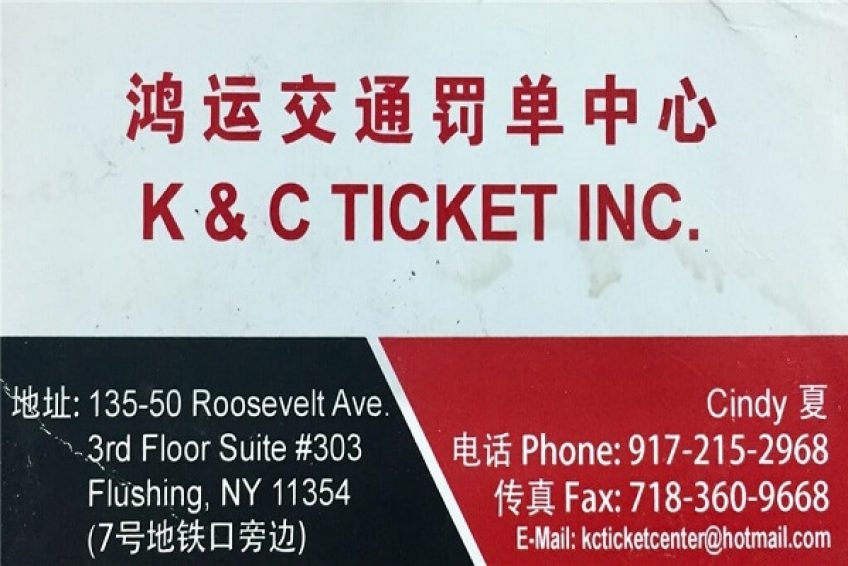 鸿运交通罚单中心
K & C TICKET INC.
地址: 135-50 Roosevelt Ave.
3rd Floor Suite #303
Flushing, NY 11354
(7号地铁口旁边)
Cindy 夏
电话 Phone: 917-215-2968
传真 Fax: 718-360-9668
E-Mail: kcticketcenter@hotmail.com